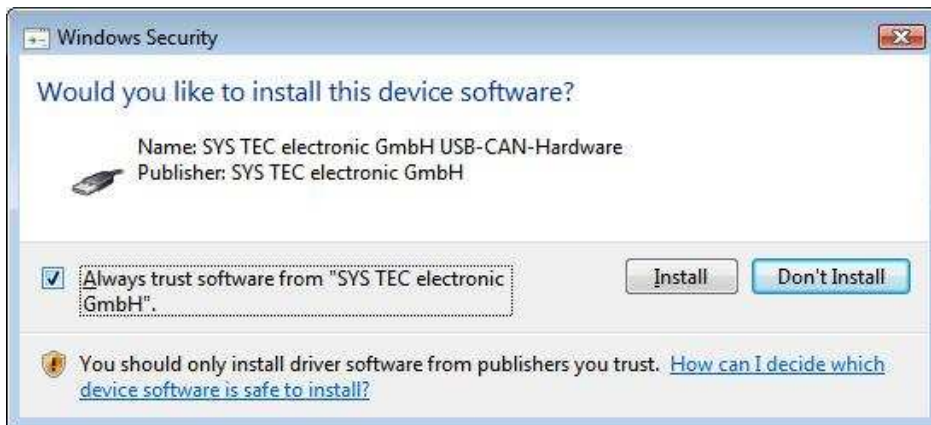 Windows Security
Would you like to install this device software?
Name: SYS TEC electronic GmbH USB-CAN-Hardware
Publisher: SYS TEC electronic GmbH
Always trust software from "SYS TEC electronic
GmbH".
Install
Don't Install
You should only install driver software from publishers you trust. How can I decide which
device software is safe to install?